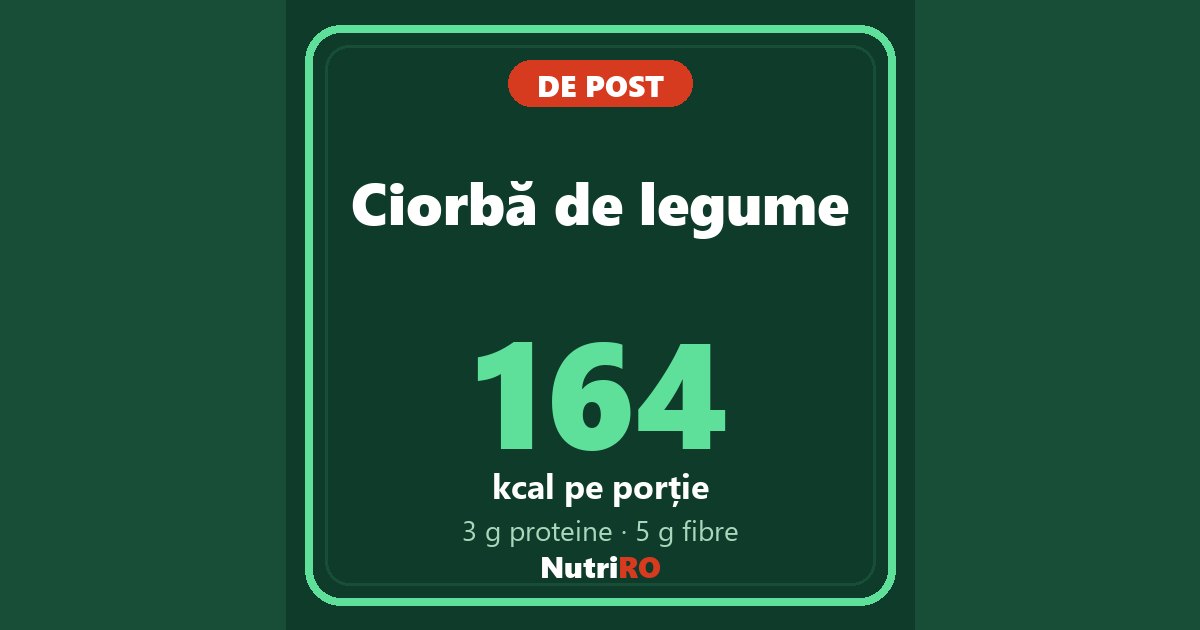 DE POST
Ciorbă de legume
164
kcal pe porție
3 g proteine · 5 g fibre
NutriRO